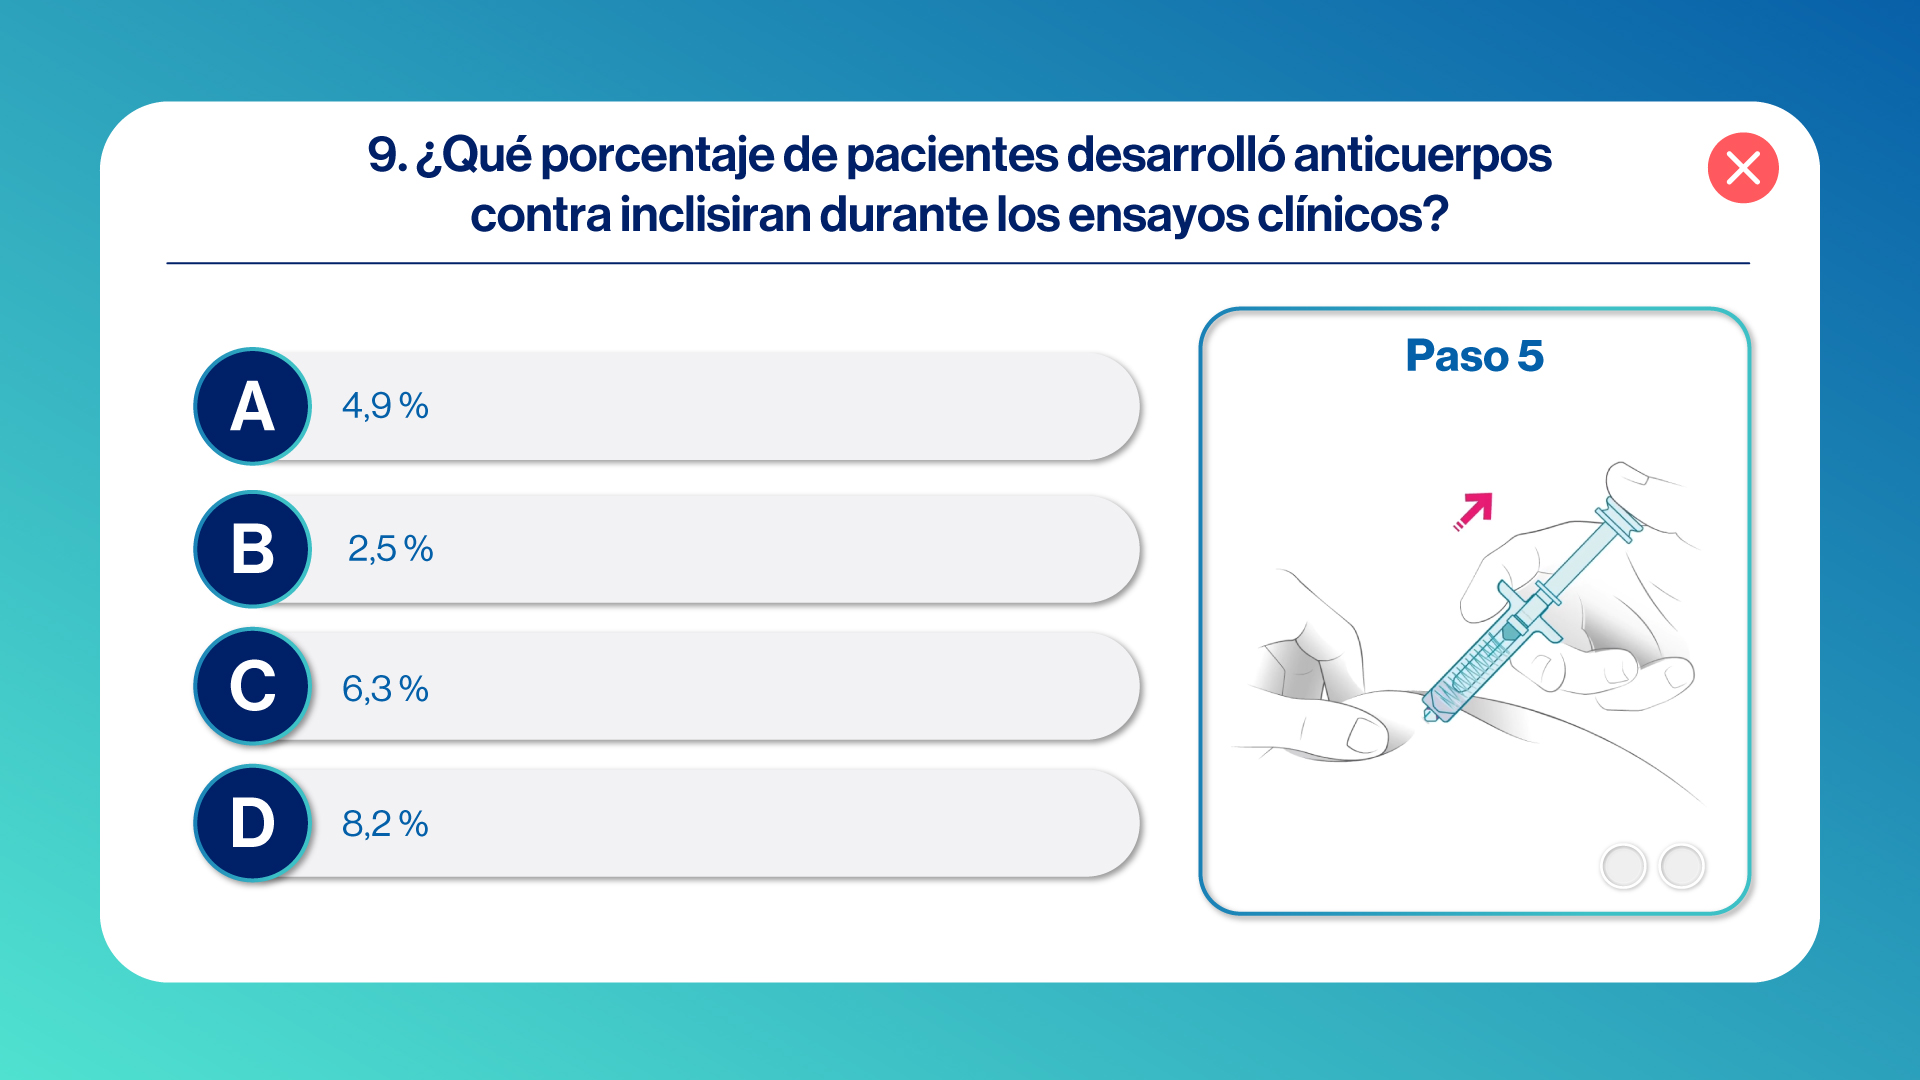 9. ¿Qué porcentaje de pacientes desarrolló anticuerpos
contra inclisiran durante los ensayos clínicos?
A 4,9 %
B 2,5 %
C 6,3 %
D 8,2 %
Paso 5